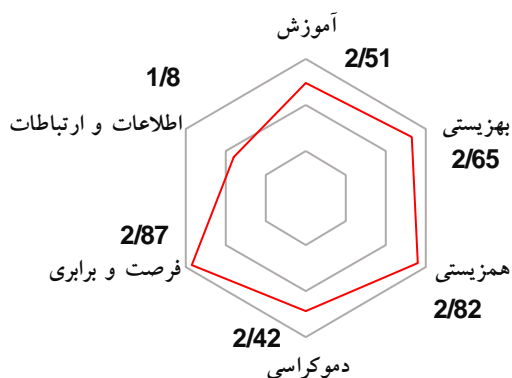 آموزش
2/51
بهزیستی
2/65
همزیستی
2/82
دموکراسی
2/42
فرصت و برابری
2/87
اطلاعات و ارتباطات
1/8